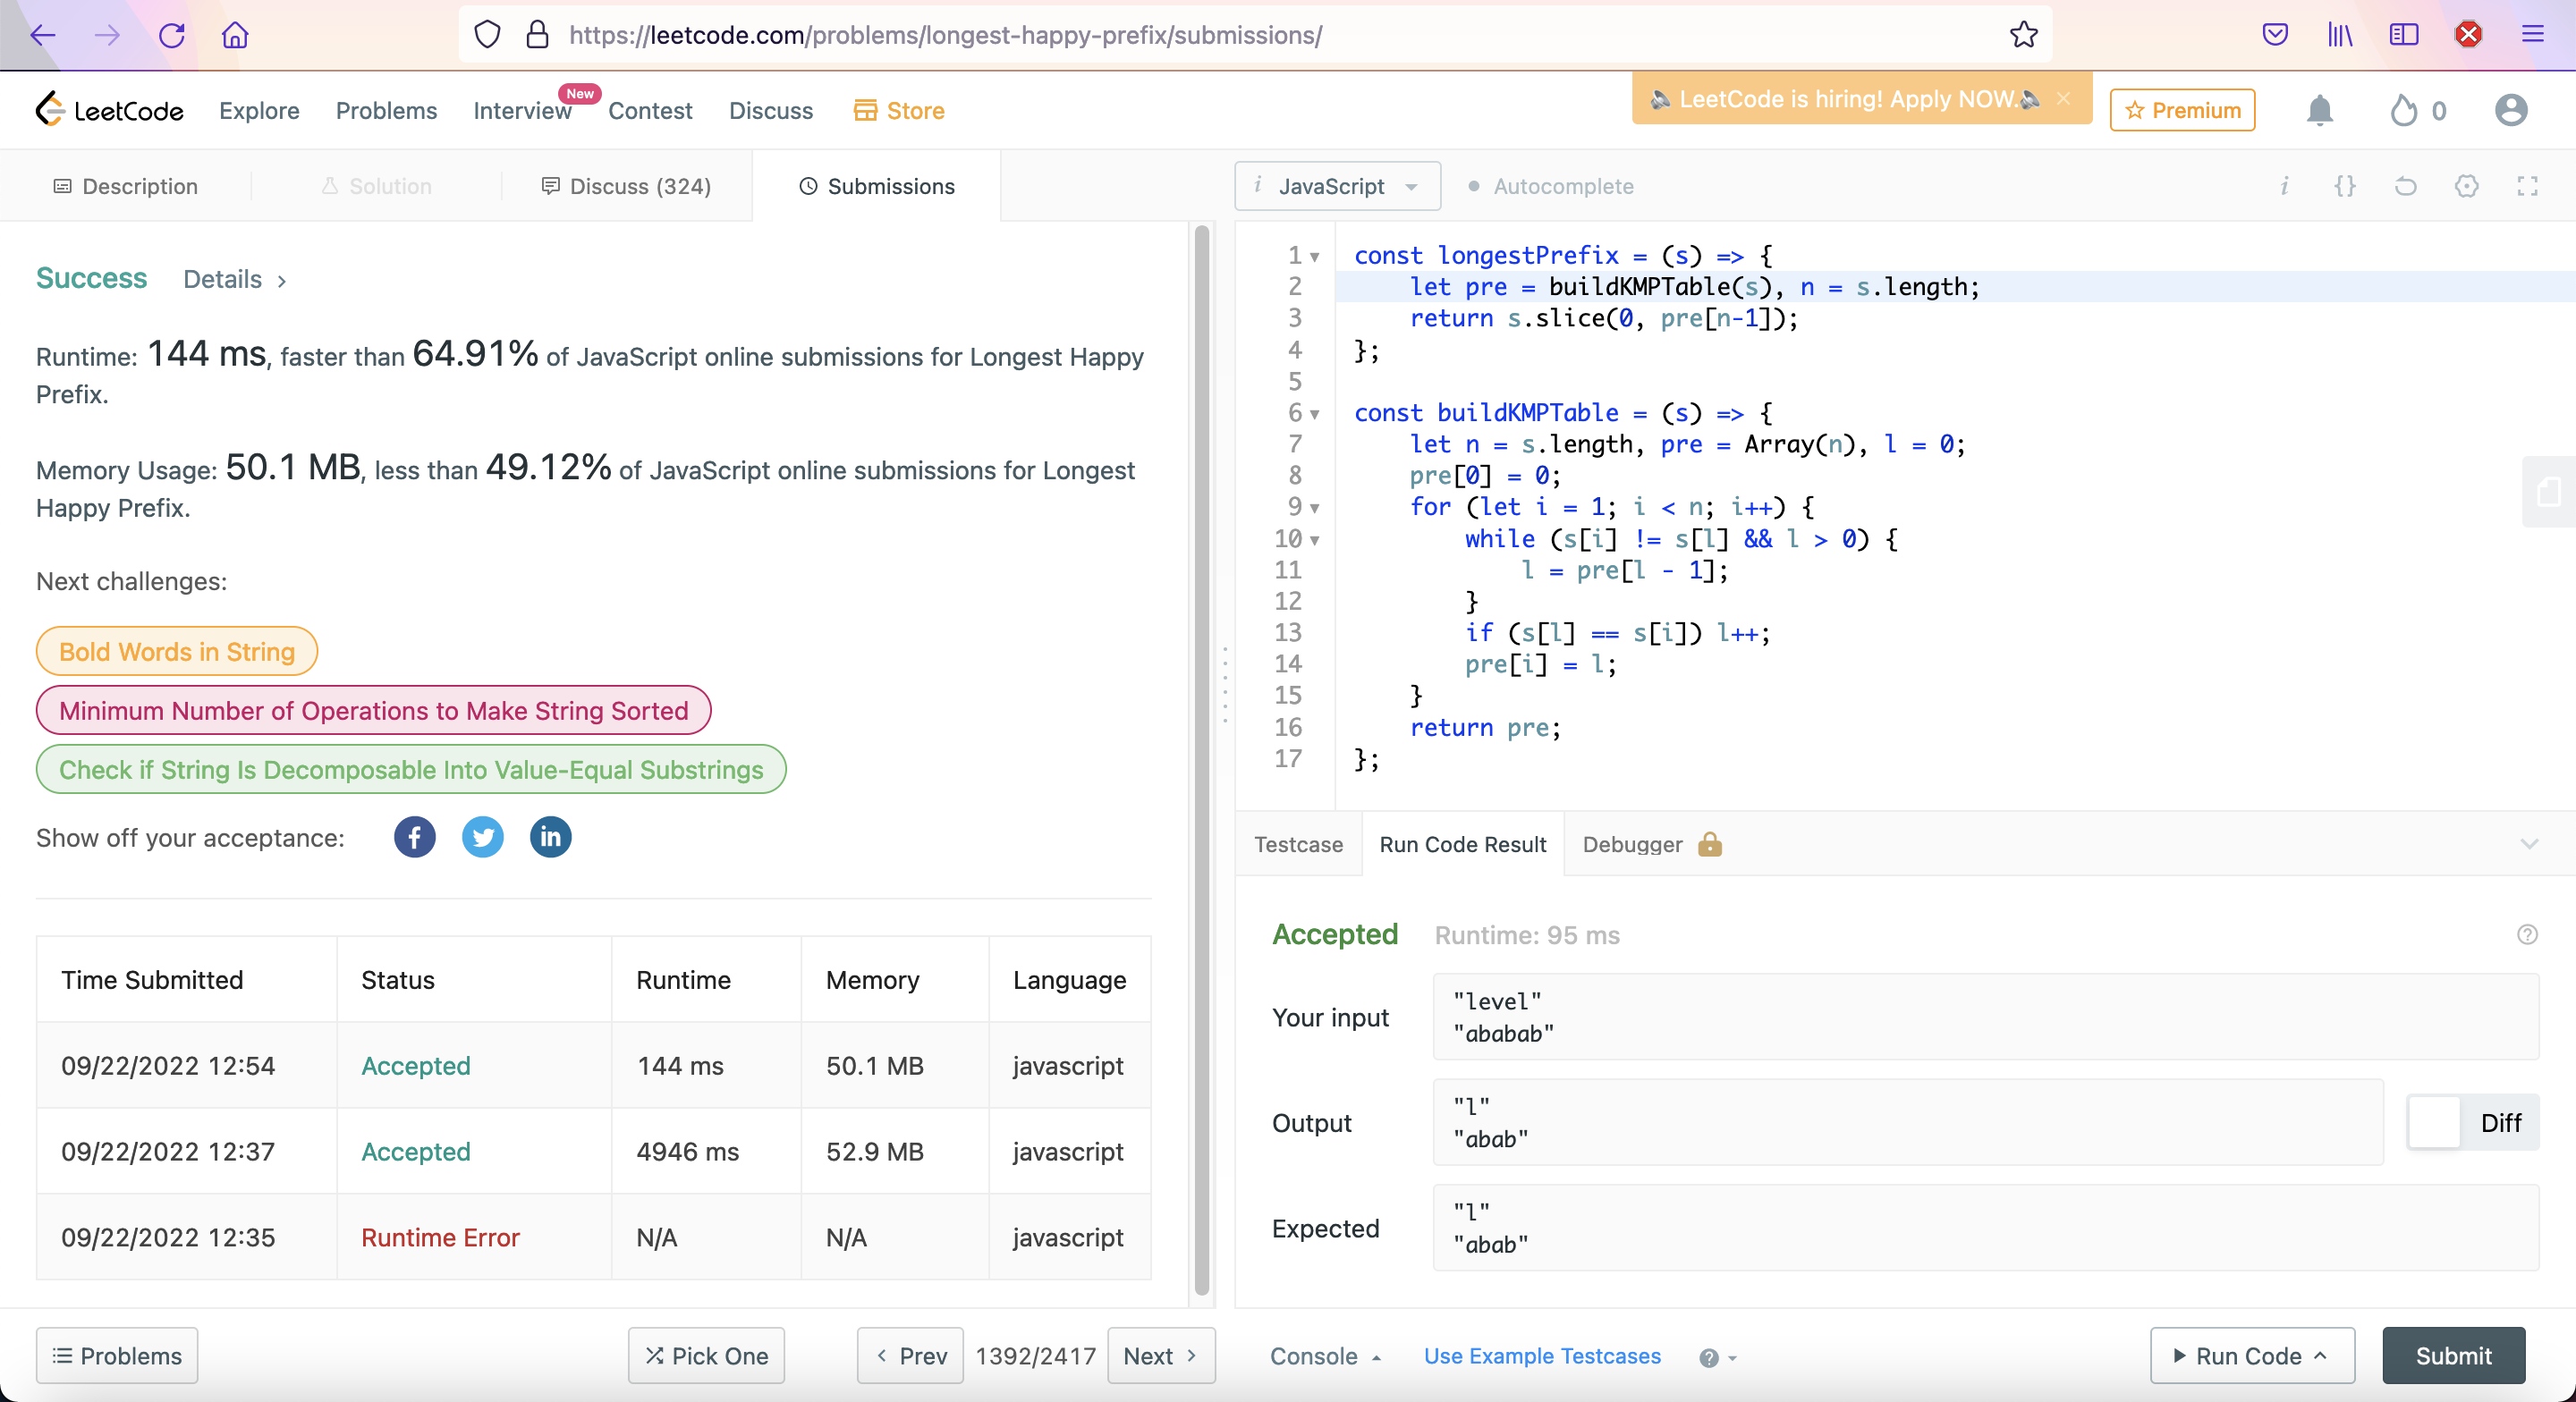 https://leetcode.com/problems/longest-happy-prefix/submissions/
LeetCode
Explore
Problems
Interview
New
Contest
Discuss
Store
LeetCode is hiring! Apply NOW.
Premium
0
Description
Solution
Discuss (324)
Submissions
i JavaScript
Autocomplete
Success Details
Runtime: 144 ms, faster than 64.91% of JavaScript online submissions for Longest Happy
Prefix.
Memory Usage: 50.1 MB, less than 49.12% of JavaScript online submissions for Longest
Happy Prefix.
Next challenges:
Bold Words in String
Minimum Number of Operations to Make String Sorted
Check if String Is Decomposable Into Value-Equal Substrings
Show off your acceptance:
Time Submitted Status Runtime Memory Language
09/22/2022 12:54 Accepted 144 ms 50.1 MB javascript
09/22/2022 12:37 Accepted 4946 ms 52.9 MB javascript
09/22/2022 12:35 Runtime Error N/A N/A javascript
Problems
Pick One
Prev
1392/2417
Next
1 const longestPrefix = (s) => {
2 let pre = buildKMPTable(s), n = s.length;
3 return s.slice(0, pre[n-1]);
4 };
5
6 const buildKMPTable = (s) => {
7 let n = s.length, pre = Array(n), l = 0;
8 pre[0] = 0;
9 for (let i = 1; i < n; i++) {
10 while (s[i] != s[l] && l > 0) {
11 l = pre[l - 1];
12 }
13 if (s[l] == s[i]) l++;
14 pre[i] = l;
15 }
16 return pre;
17 };
Testcase
Run Code Result
Debugger
Accepted Runtime: 95 ms
Your input
"level"
"ababab"
Output
"l"
"abab"
Diff
Expected
"l"
"abab"
Console
Use Example Testcases
Run Code
Submit